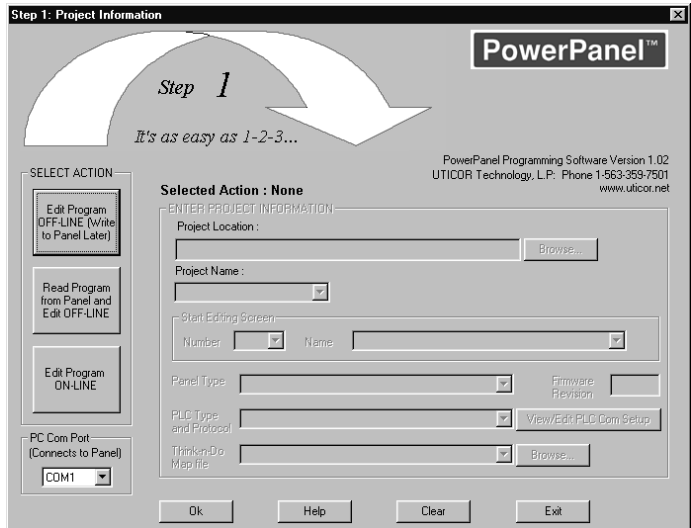 Step 1: Project Information
PowerPanel™
Step 1
It's as easy as 1-2-3...
PowerPanel Programming Software Version 1.02
UTICOR Technology, L.P: Phone 1-563-359-7501
www.uticor.net
SELECT ACTION
Edit Program
OFF-LINE (Write
to Panel Later)
Read Program
from Panel and
Edit OFF-LINE
Edit Program
ON-LINE
PC Com Port
(Connects to Panel)
COM1
Selected Action : None
ENTER PROJECT INFORMATION
Project Location :
Browse...
Project Name :
Start Editing Screen
Number
Name
Panel Type
Firmware
Revision
PLC Type
and Protocol
View/Edit PLC Com Setup
Think-n-Do
Map file
Browse...
Ok
Help
Clear
Exit